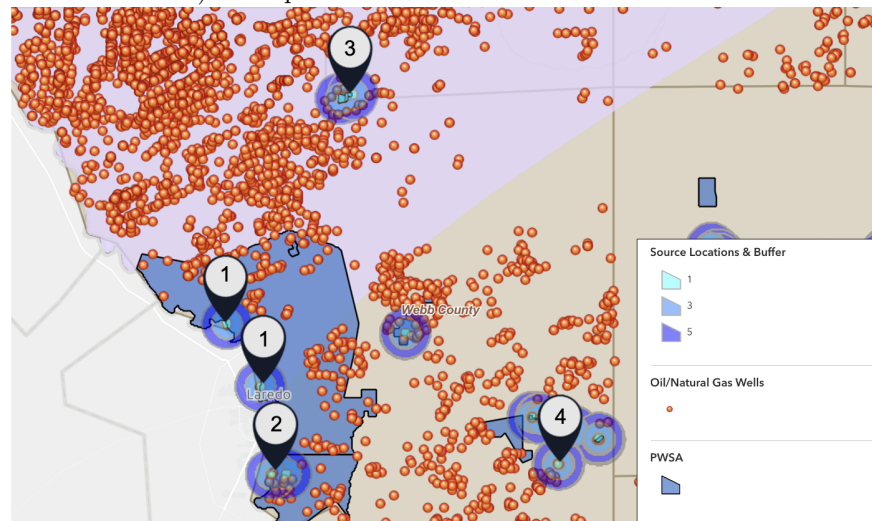 3
1
1
2
4
Webb County
Laredo
Source Locations & Buffer
1
3
5
Oil/Natural Gas Wells
PWSA